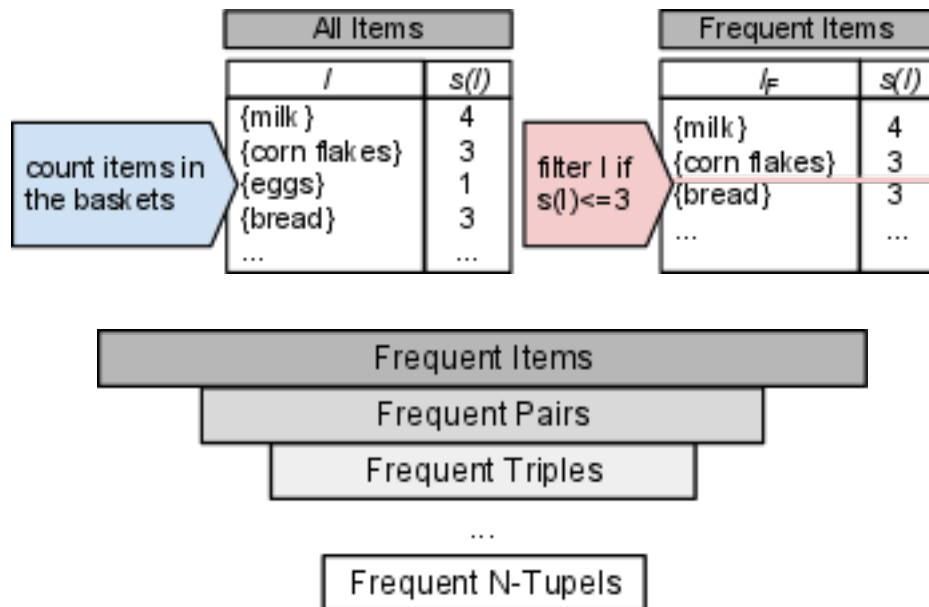 All Items
Frequent Items
I s(I)
I_F s(I)
{milk} 4
{milk} 4
count items in
the baskets
{corn flakes} 3
{eggs} 1
{bread} 3
... ...
filter I if
s(I)<=3
{corn flakes} 3
{bread} 3
... ...
Frequent Items
Frequent Pairs
Frequent Triples
...
Frequent N-Tupels